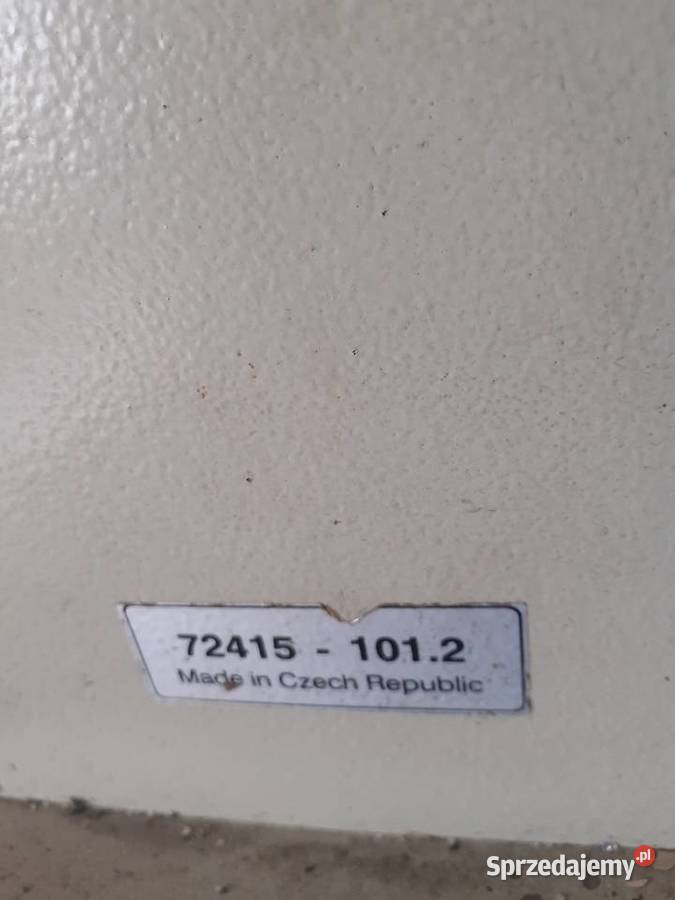 72415 - 101.2
Made in Czech Republic
Sprzedajemy.pl